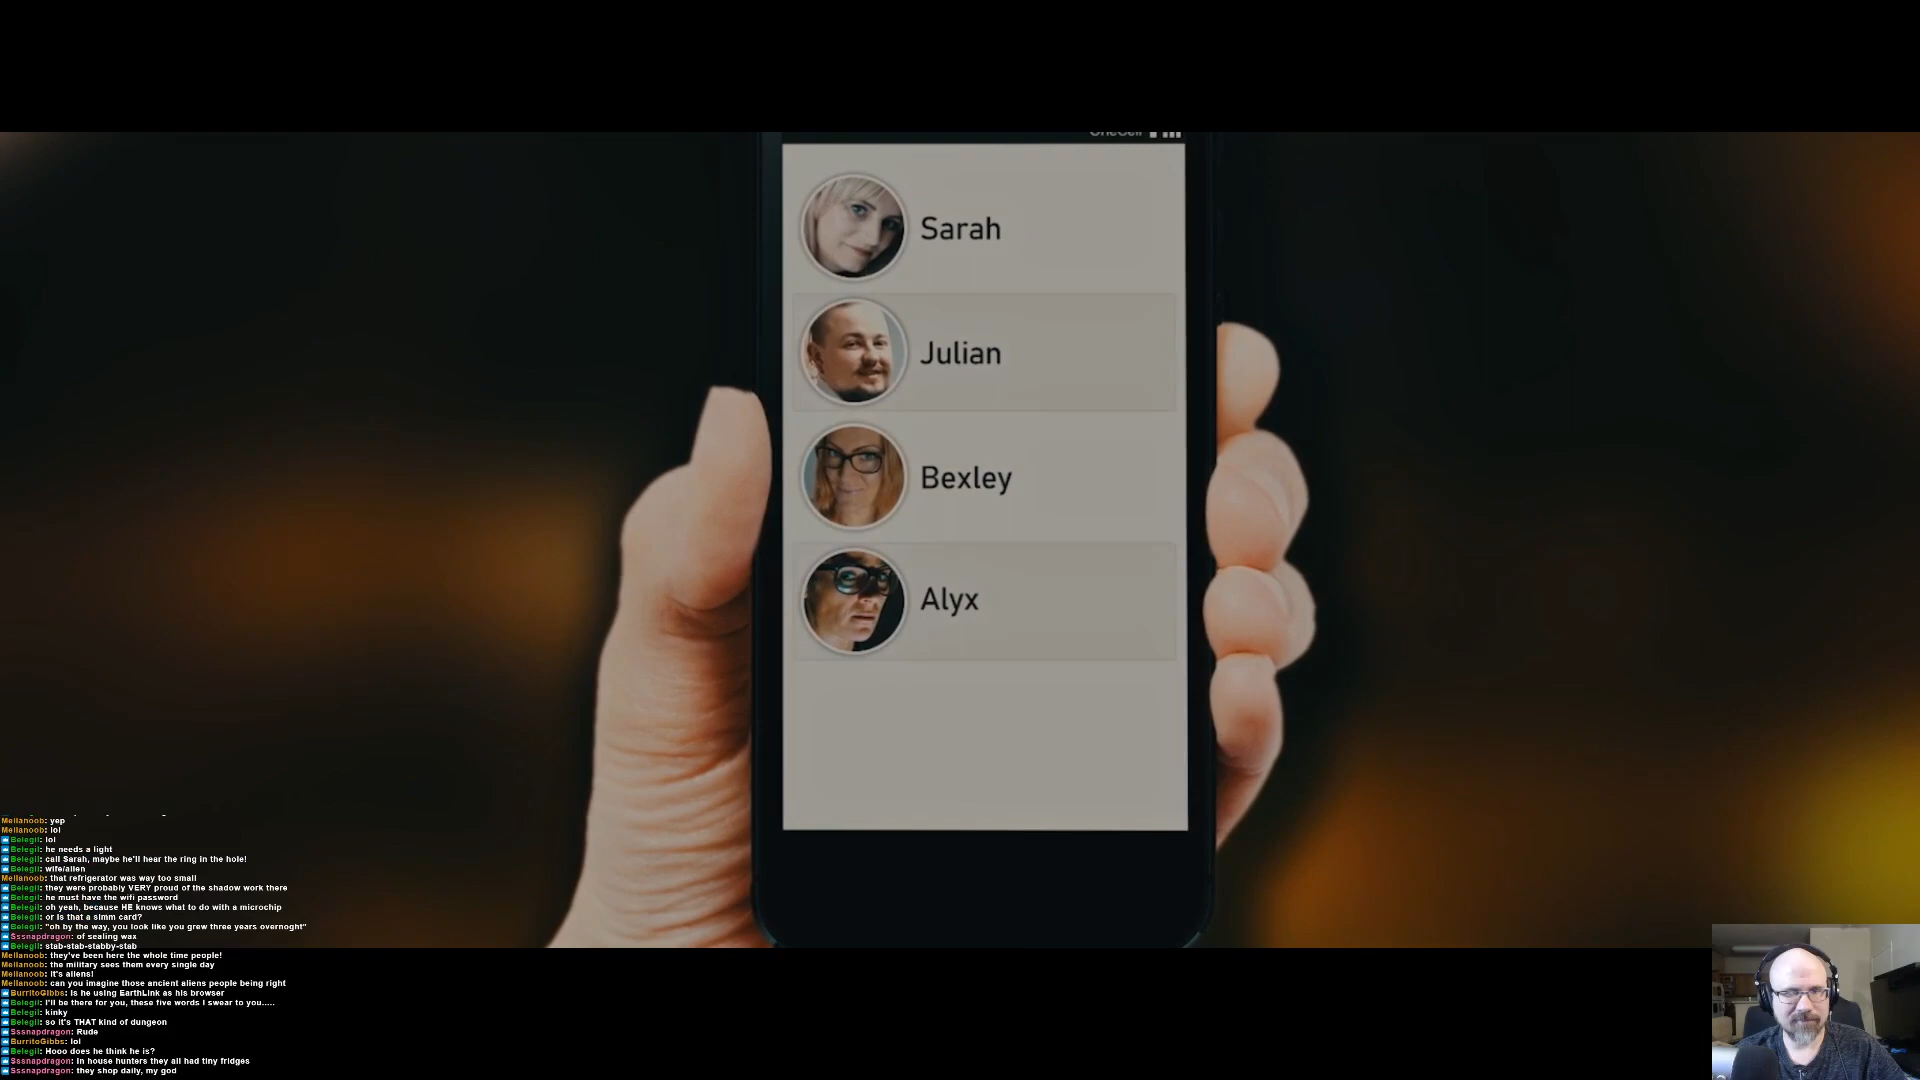 OneCell
Sarah
Julian
Bexley
Alyx
Mellanoob: yep
Mellanoob: lol
Belegil: lol
Belegil: he needs a light
Belegil: call Sarah, maybe he'll hear the ring in the hole!
Belegil: wife/alien
Mellanoob: that refrigerator was way too small
Belegil: they were probably VERY proud of the shadow work there
Belegil: he must have the wifi password
Belegil: oh yeah, because HE knows what to do with a microchip
Belegil: or is that a simm card?
Belegil: "oh by the way, you look like you grew three years overnoght"
Sssnapdragon: of sealing wax
Belegil: stab-stab-stabby-stab
Mellanoob: they've been here the whole time people!
Mellanoob: the military sees them every single day
Mellanoob: it's aliens!
Mellanoob: can you imagine those ancient aliens people being right
BurritoGibbs: is he using EarthLink as his browser
Belegil: I'll be there for you, these five words I swear to you.....
Belegil: kinky
Belegil: so it's THAT kind of dungeon
Sssnapdragon: Rude
BurritoGibbs: lol
Belegil: Hooo does he think he is?
Sssnapdragon: In house hunters they all had tiny fridges
Sssnapdragon: they shop daily, my god